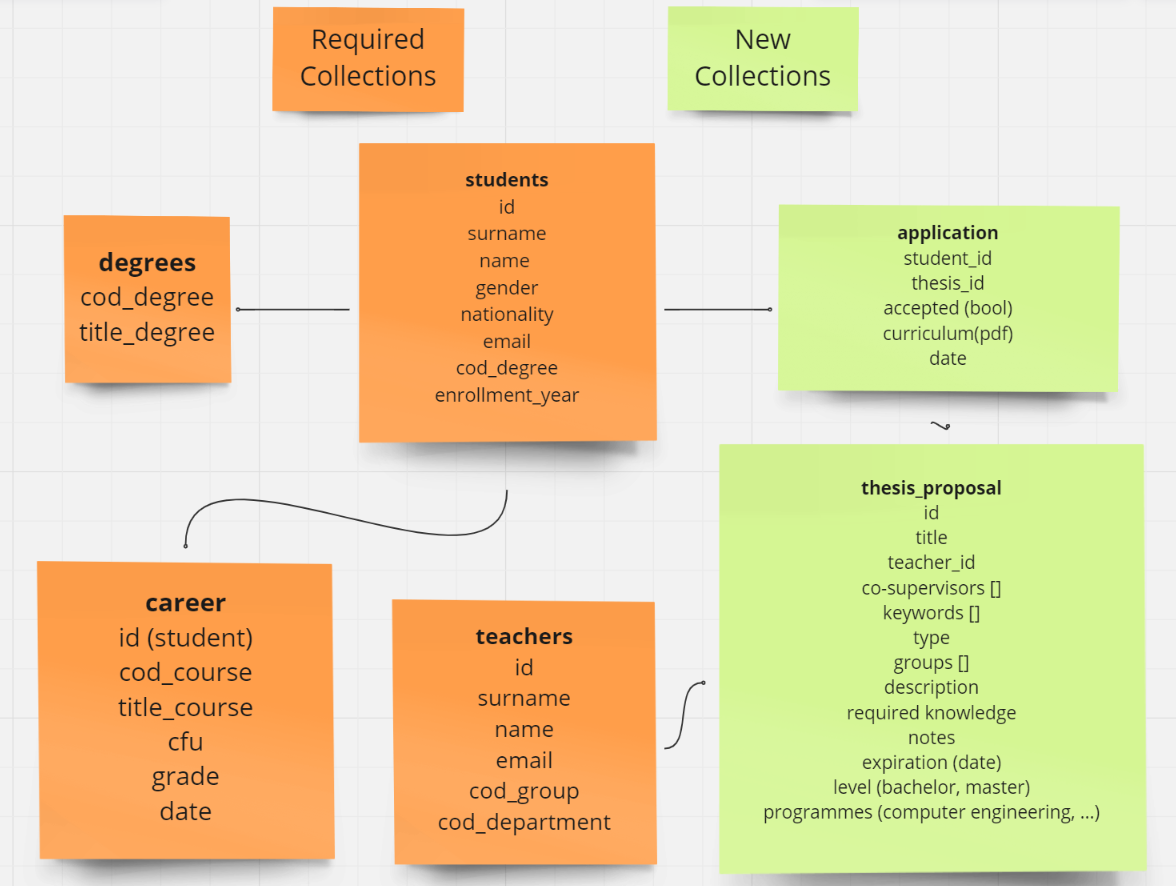 Required
Collections
New
Collections
students
id
surname
name
gender
nationality
email
cod_degree
enrollment_year
degrees
cod_degree
title_degree
application
student_id
thesis_id
accepted (bool)
curriculum(pdf)
date
career
id (student)
cod_course
title_course
cfu
grade
date
teachers
id
surname
name
email
cod_group
cod_department
thesis_proposal
id
title
teacher_id
co-supervisors []
keywords []
type
groups []
description
required knowledge
notes
expiration (date)
level (bachelor, master)
programmes (computer engineering, ...)